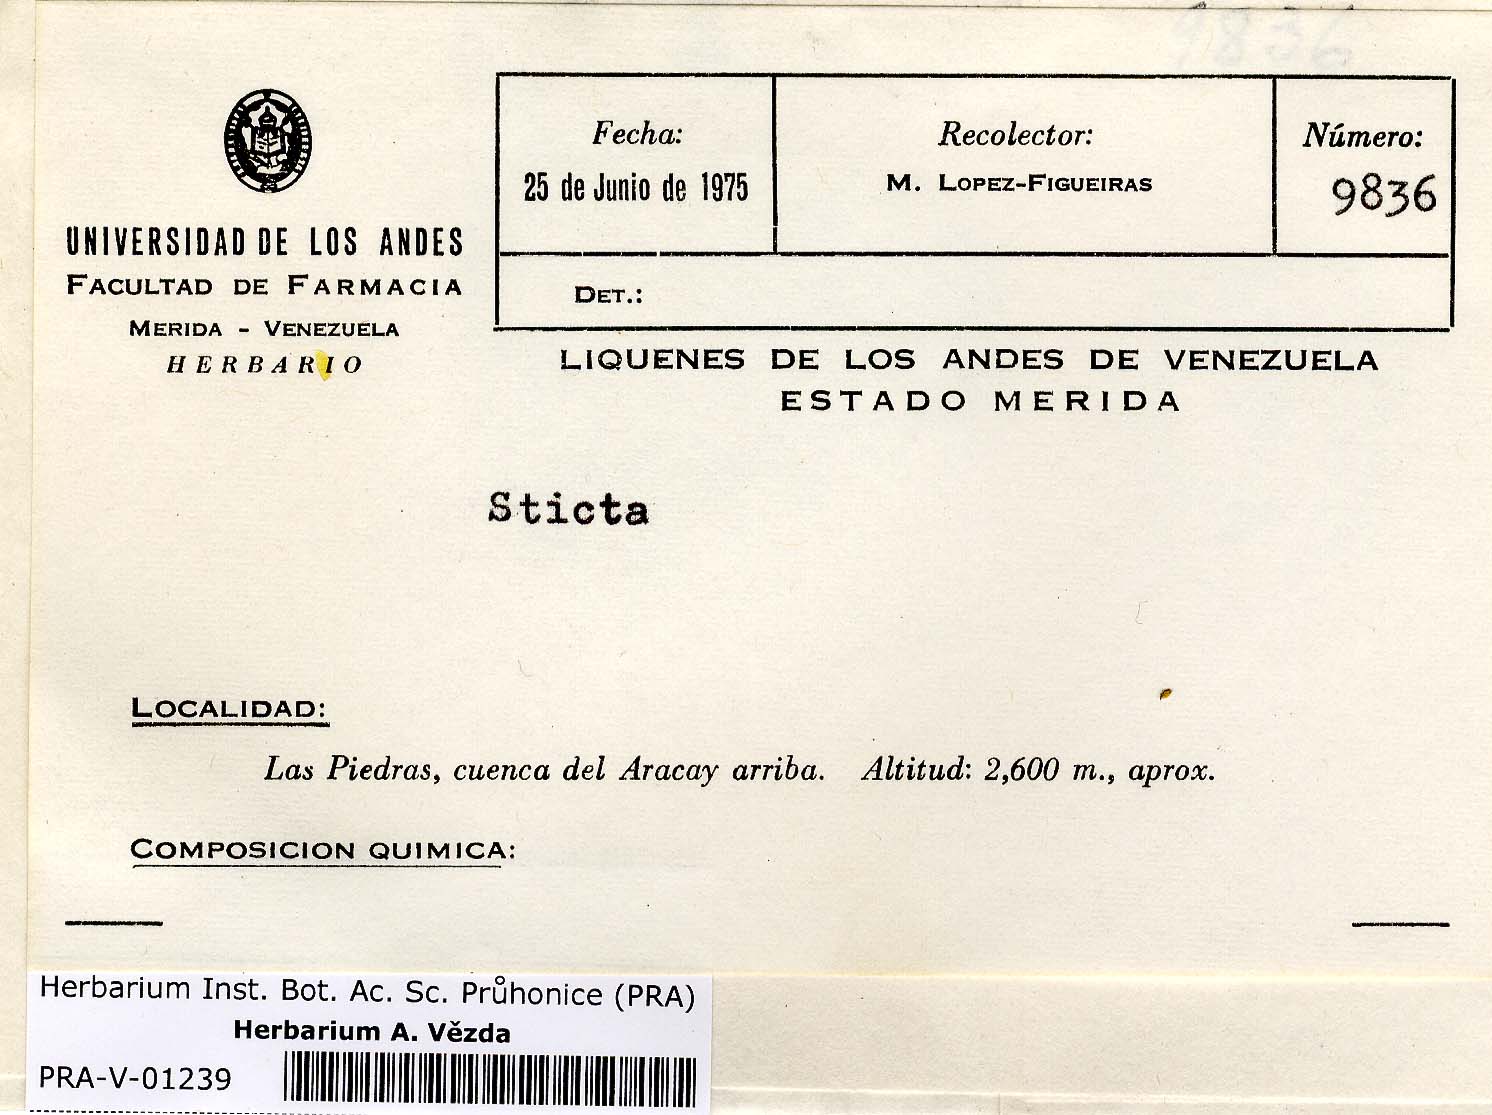 9836
Fecha:
25 de Junio de 1975
Recolector:
M. LOPEZ-FIGUEIRAS
Número:
9836
DET.:
UNIVERSIDAD DE LOS ANDES
FACULTAD DE FARMACIA
MERIDA - VENEZUELA
HERBARIO
LIQUENES DE LOS ANDES DE VENEZUELA
ESTADO MERIDA
Sticta
LOCALIDAD:
Las Piedras, cuenca del Aracay arriba. Altitud: 2,600 m., aprox.
COMPOSICION QUIMICA:
Herbarium Inst. Bot. Ac. Sc. Průhonice (PRA)
Herbarium A. Vězda
PRA-V-01239